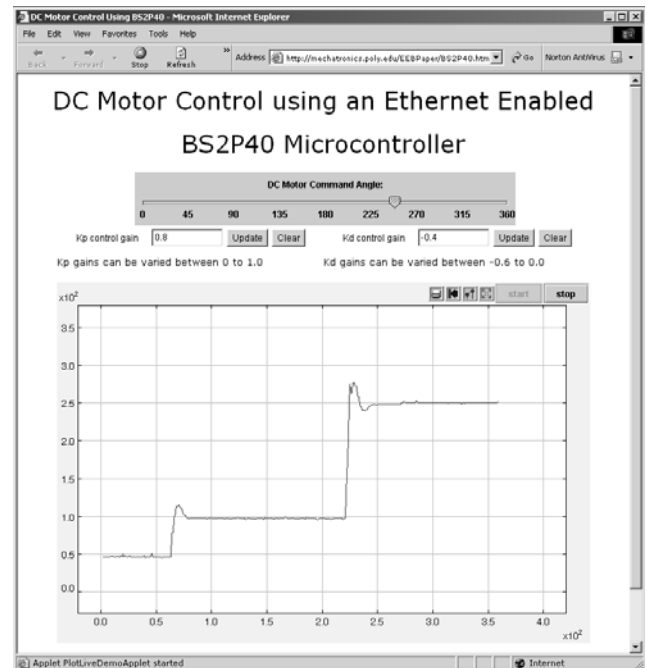 DC Motor Control Using BS2P40 - Microsoft Internet Explorer
File Edit View Favorites Tools Help
Back Forward Stop Refresh » Address http://mechatronics.poly.edu/EEBPaper/BS2P40.htm Go Norton AntiVirus
DC Motor Control using an Ethernet Enabled
BS2P40 Microcontroller
DC Motor Command Angle:
0 45 90 135 180 225 270 315 360
Kp control gain 0.8 Update Clear Kd control gain -0.4 Update Clear
Kp gains can be varied between 0 to 1.0 Kd gains can be varied between -0.6 to 0.0
start stop
x10²
3.5
3.0
2.5
2.0
1.5
1.0
0.5
0.0
0.0 0.5 1.0 1.5 2.0 2.5 3.0 3.5 4.0
x10²
Applet PlotLiveDemoApplet started Internet